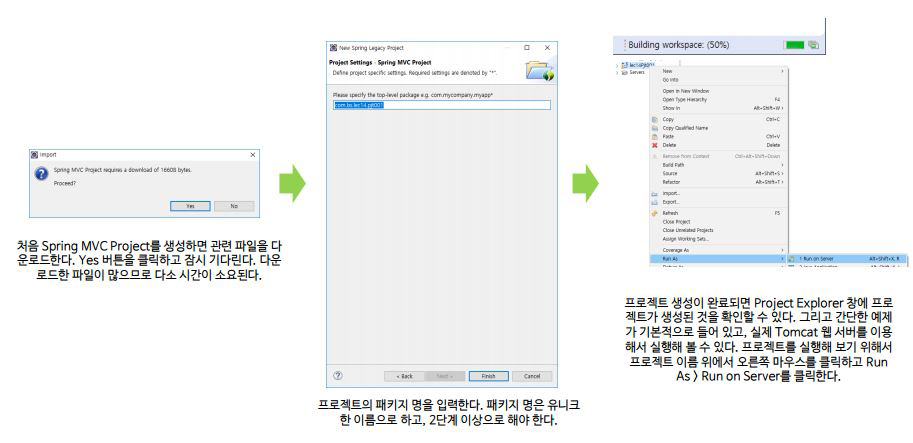 Import
Spring MVC Project requires a download of 16608 bytes.
Proceed?
Yes
No
처음 Spring MVC Project를 생성하면 관련 파일을 다
운로드한다. Yes 버튼을 클릭하고 잠시 기다린다. 다운
로드한 파일이 많으므로 다소 시간이 소요된다.
New Spring Legacy Project
Project Settings - Spring MVC Project
Define project specific settings. Required settings are denoted by "*".
Please specify the top-level package e.g. com.mycompany.myapp*
com.bs.lec14.pjt001
< Back
Next >
Finish
Cancel
프로젝트의 패키지 명을 입력한다. 패키지 명은 유니크
한 이름으로 하고, 2단계 이상으로 해야 한다.
Building workspace: (50%)
Servers
New
Go Into
Open in New Window
Open Type Hierarchy F4
Show In Alt+Shift+W >
Copy Ctrl+C
Copy Qualified Name
Paste Ctrl+V
Delete Delete
Remove from Context Ctrl+Alt+Shift+Down
Build Path
Source Alt+Shift+S >
Refactor Alt+Shift+T >
Import...
Export...
Refresh F5
Close Project
Close Unrelated Projects
Assign Working Sets...
Coverage As
Run As
1 Run on Server Alt+Shift+X, R
프로젝트 생성이 완료되면 Project Explorer 창에 프로
젝트가 생성된 것을 확인할 수 있다. 그리고 간단한 예제
가 기본적으로 들어 있고, 실제 Tomcat 웹 서버를 이용
해서 실행해 볼 수 있다. 프로젝트를 실행해 보기 위해서
프로젝트 이름 위에서 오른쪽 마우스를 클릭하고 Run
As > Run on Server를 클릭한다.